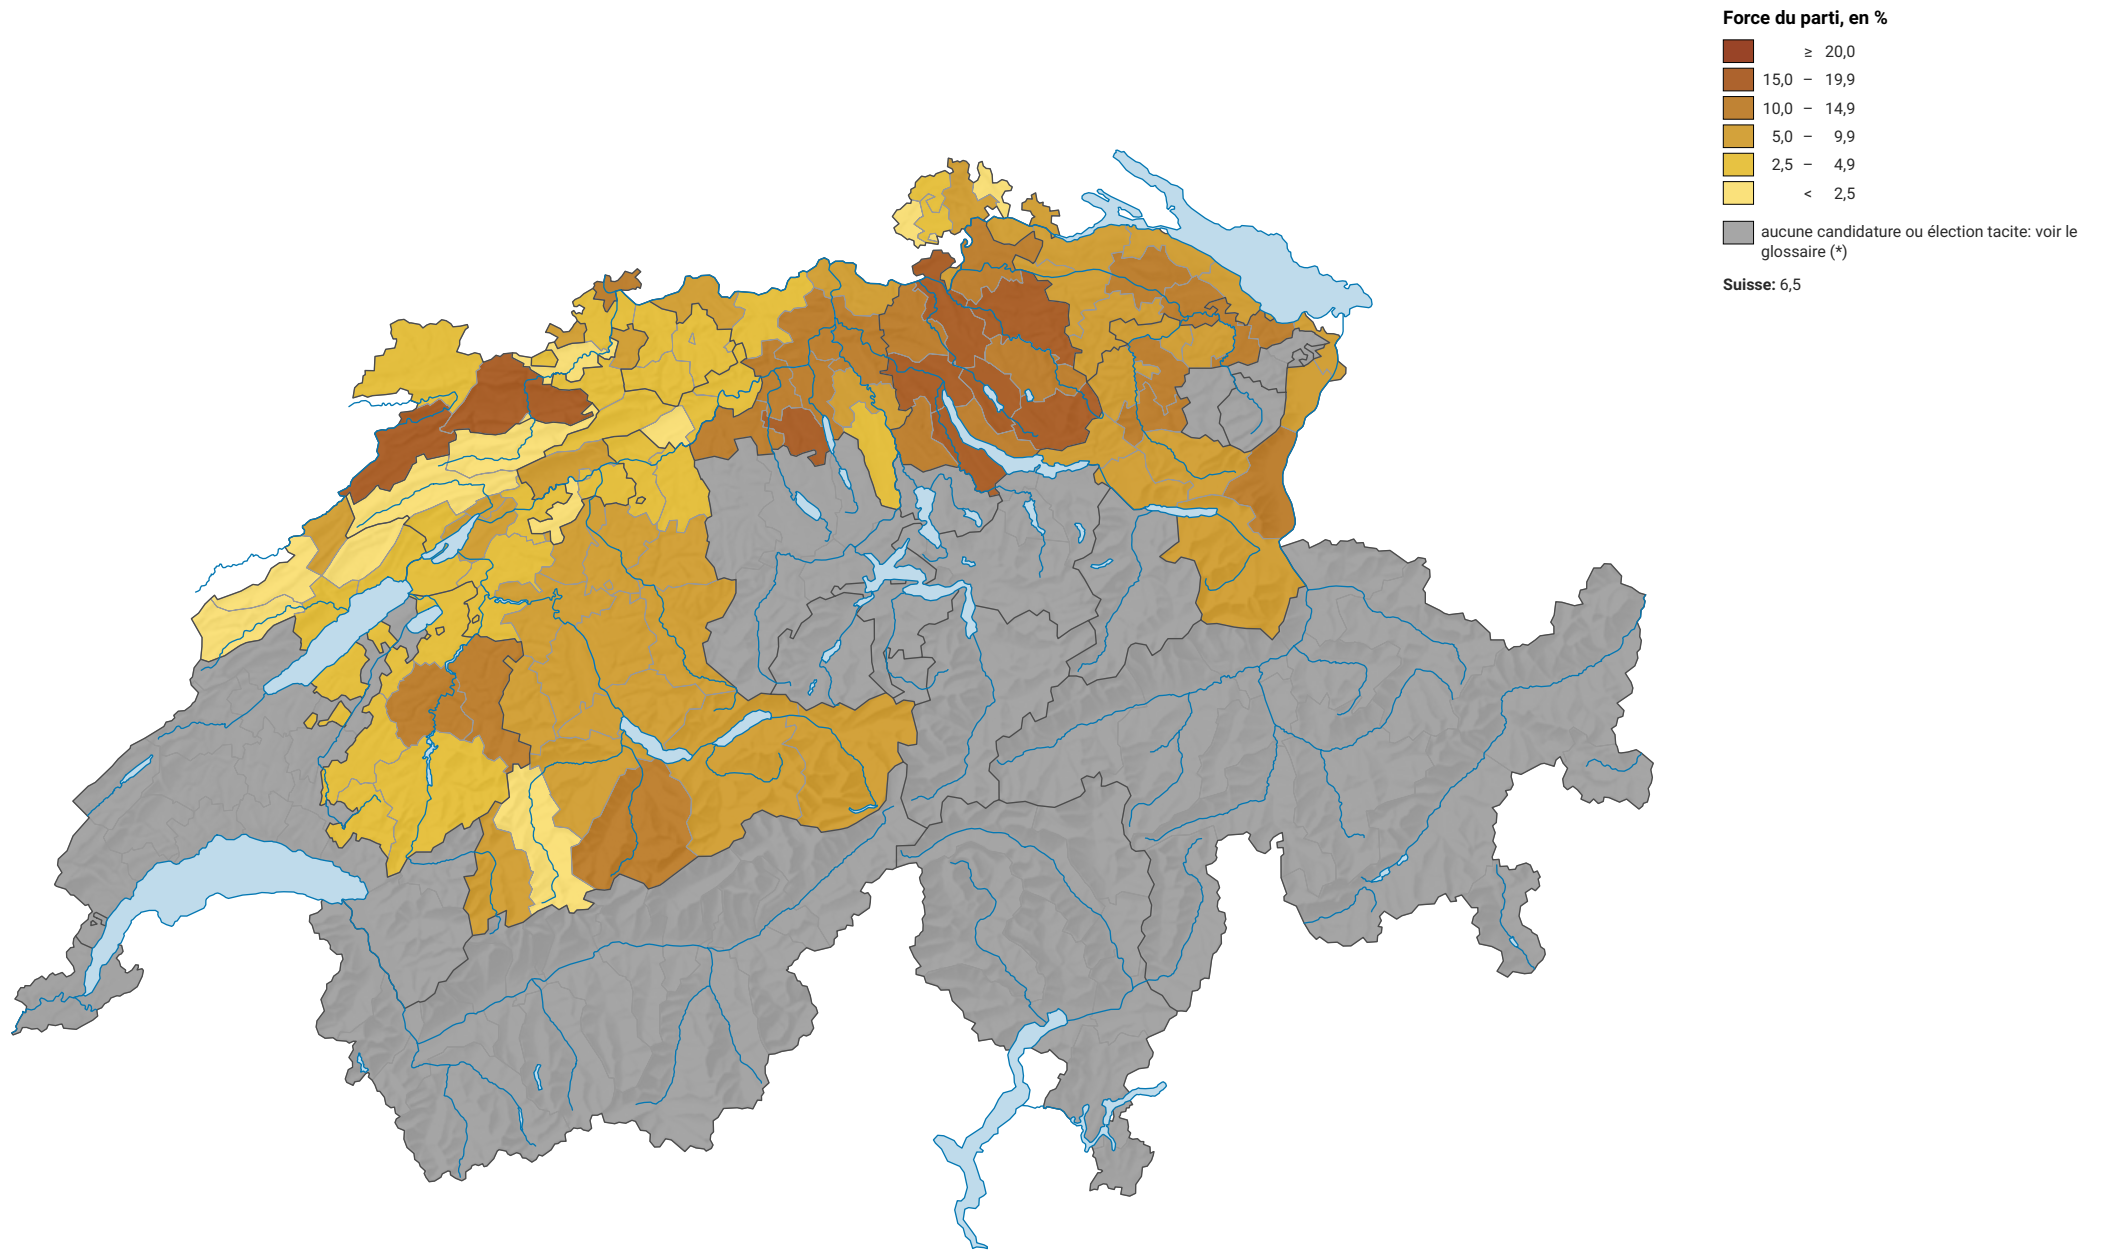 Force du parti, en %
≥ 20,0
15,0 – 19,9
10,0 – 14,9
5,0 – 9,9
2,5 – 4,9
< 2,5
aucune candidature ou élection tacite: voir le
glossaire (*)
Suisse: 6,5